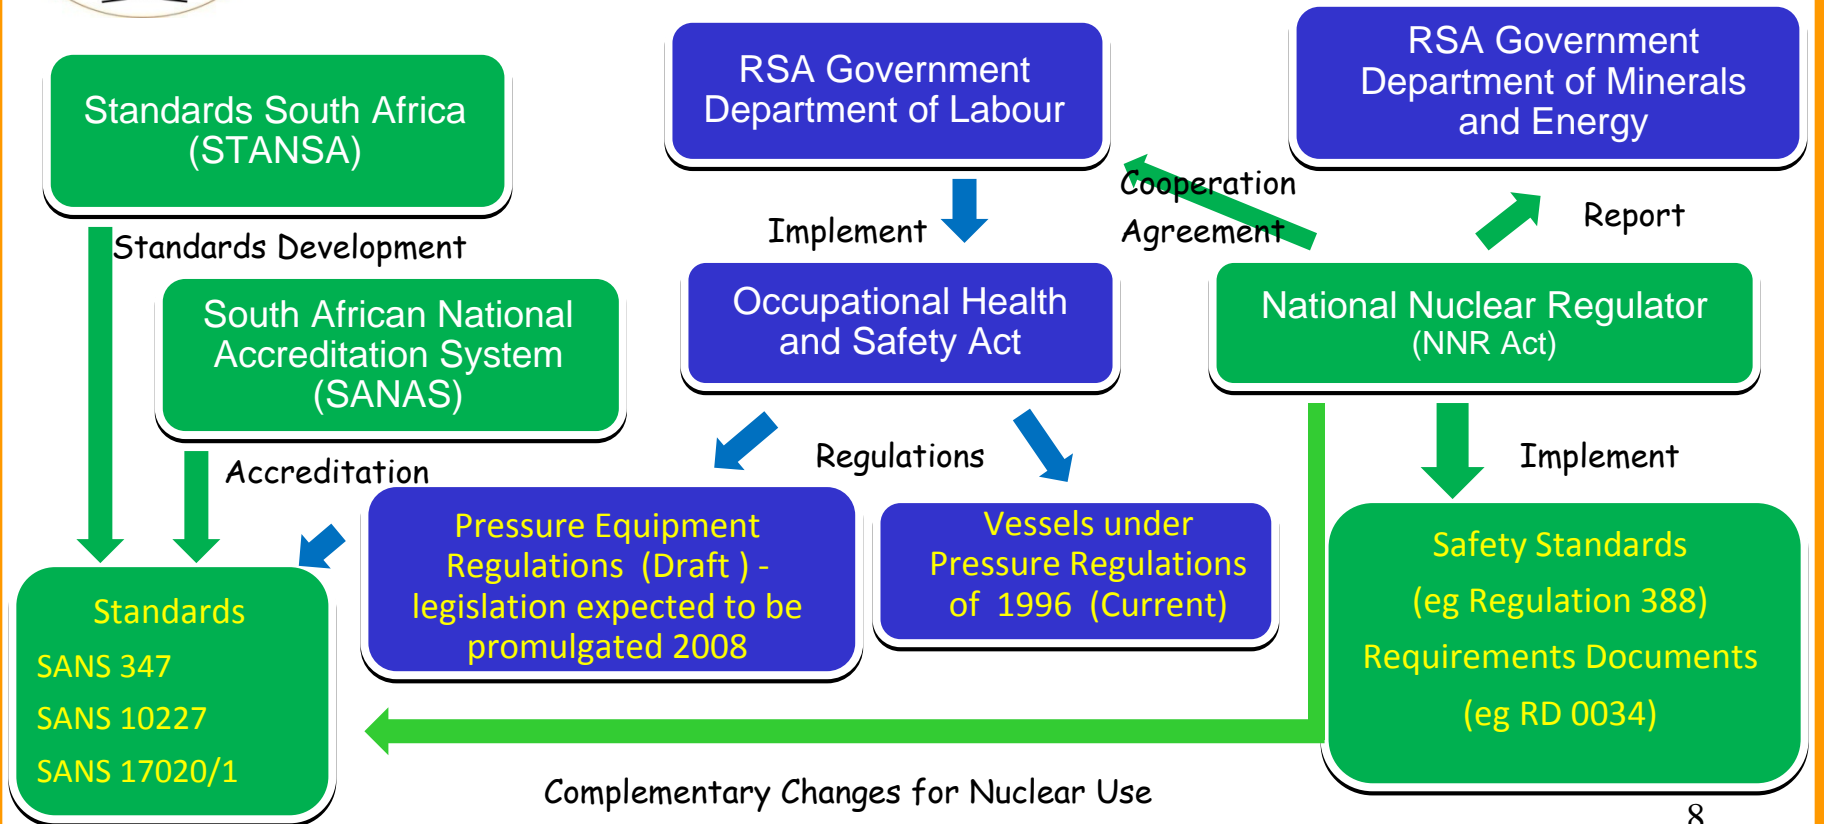 Standards South Africa
(STANSA)
RSA Government
Department of Labour
RSA Government
Department of Minerals
and Energy
Standards Development
Implement
Cooperation
Agreement
Report
South African National
Accreditation System
(SANAS)
Occupational Health
and Safety Act
National Nuclear Regulator
(NNR Act)
Accreditation
Regulations
Implement
Pressure Equipment
Regulations (Draft ) -
legislation expected to be
promulgated 2008
Vessels under
Pressure Regulations
of 1996 (Current)
Safety Standards
(eg Regulation 388)
Requirements Documents
(eg RD 0034)
Standards
SANS 347
SANS 10227
SANS 17020/1
Complementary Changes for Nuclear Use
8